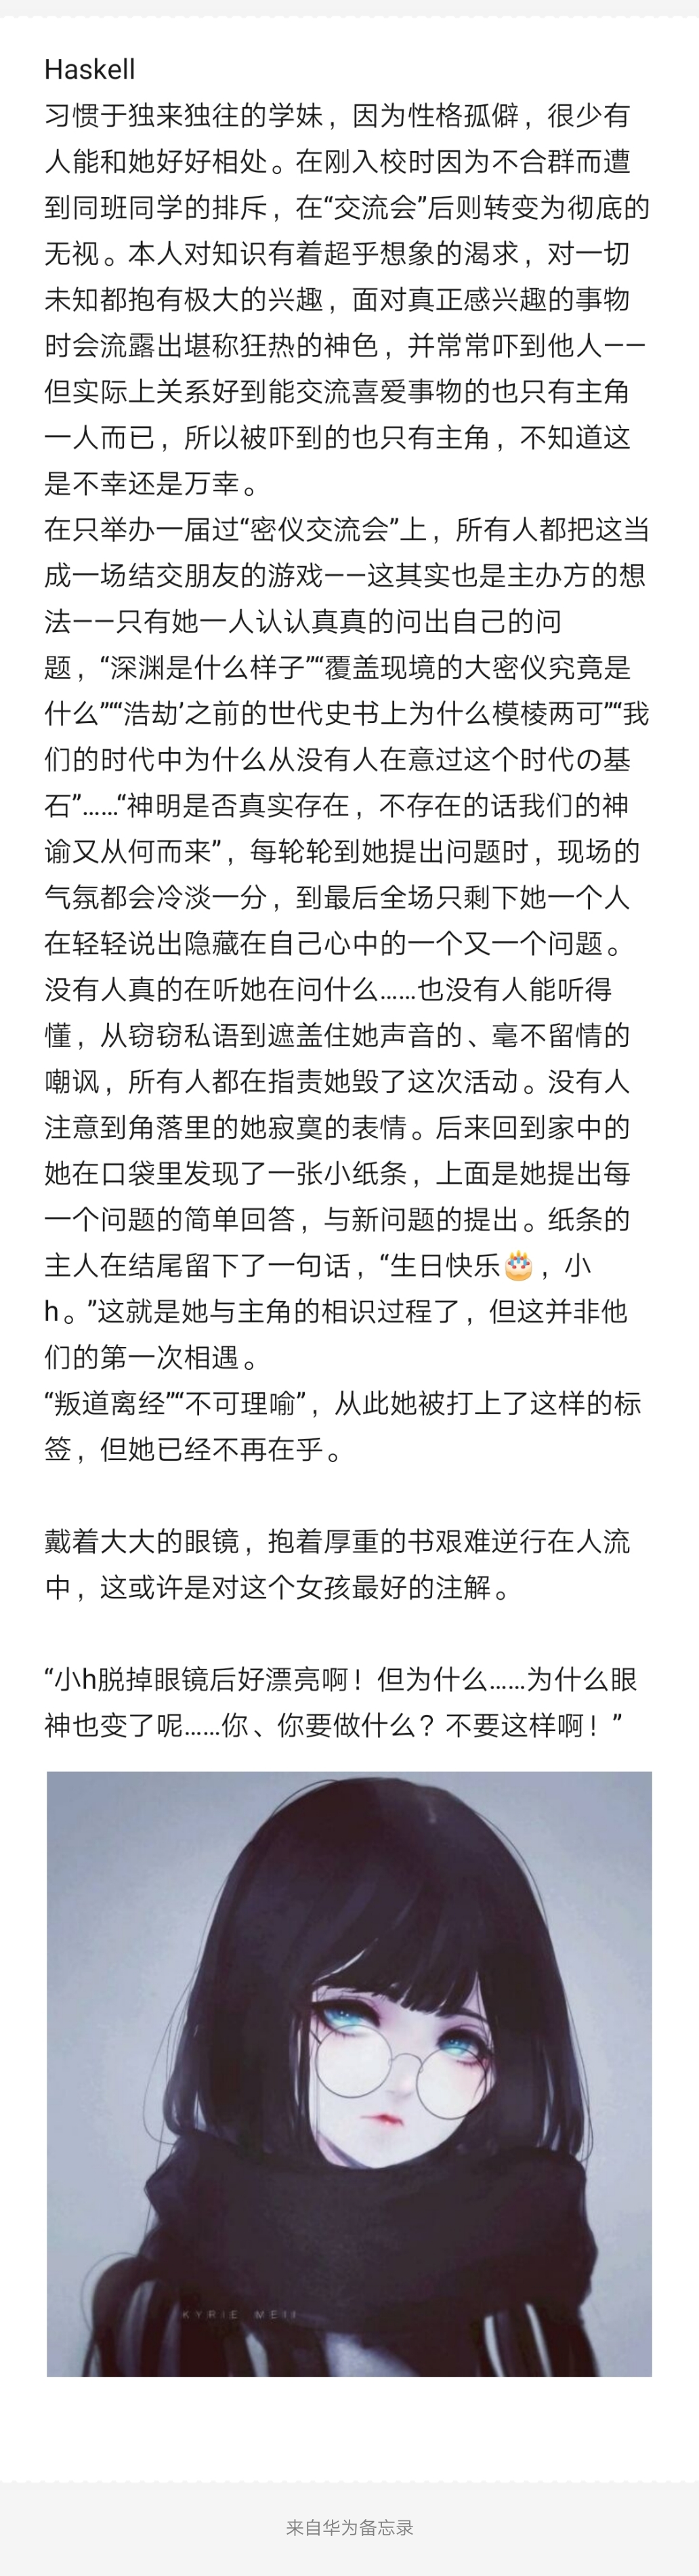 Haskell
习惯于独来独往的学妹，因为性格孤僻，很少有
人能和她好好相处。在刚入校时因为不合群而遭
到同班同学的排斥，在“交流会”后则转变为彻底的
无视。本人对知识有着超乎想象的渴求，对一切
未知都抱有极大的兴趣，面对真正感兴趣的事物
时会流露出堪称狂热的神色，并常常吓到他人——
但实际上关系好到能交流喜爱事物的也只有主角
一人而已，所以被吓到的也只有主角，不知道这
是不幸还是万幸。
在只举办一届过“密仪交流会”上，所有人都把这当
成一场结交朋友的游戏——这其实也是主办方的想
法——只有她一人认认真真的问出自己的问
题，“深渊是什么样子”“覆盖现境的大密仪究竟是
什么”“‘浩劫’之前的世代史书上为什么模棱两可”“我
们的时代中为什么从没有人在意过这个时代の基
石”……“神明是否真实存在，不存在的话我们的神
谕又从何而来”，每轮轮到她提出问题时，现场的
气氛都会冷淡一分，到最后全场只剩下她一个人
在轻轻说出隐藏在自己心中的一个又一个问题。
没有人真的在听她在问什么……也没有人能听得
懂，从窃窃私语到遮盖住她声音的、毫不留情的
嘲讽，所有人都在指责她毁了这次活动。没有人
注意到角落里的她寂寞的表情。后来回到家中的
她在口袋里发现了一张小纸条，上面是她提出每
一个问题的简单回答，与新问题的提出。纸条的
主人在结尾留下了一句话，“生日快乐🎂，小
h。”这就是她与主角的相识过程了，但这并非他
们的第一次相遇。
“叛道离经”“不可理喻”，从此她被打上了这样的标
签，但她已经不再在乎。
戴着大大的眼镜，抱着厚重的书艰难逆行在人流
中，这或许是对这个女孩最好的注解。
“小h脱掉眼镜后好漂亮啊！但为什么……为什么眼
神也变了呢……你、你要做什么？不要这样啊！”
KYRIE MEII
来自华为备忘录